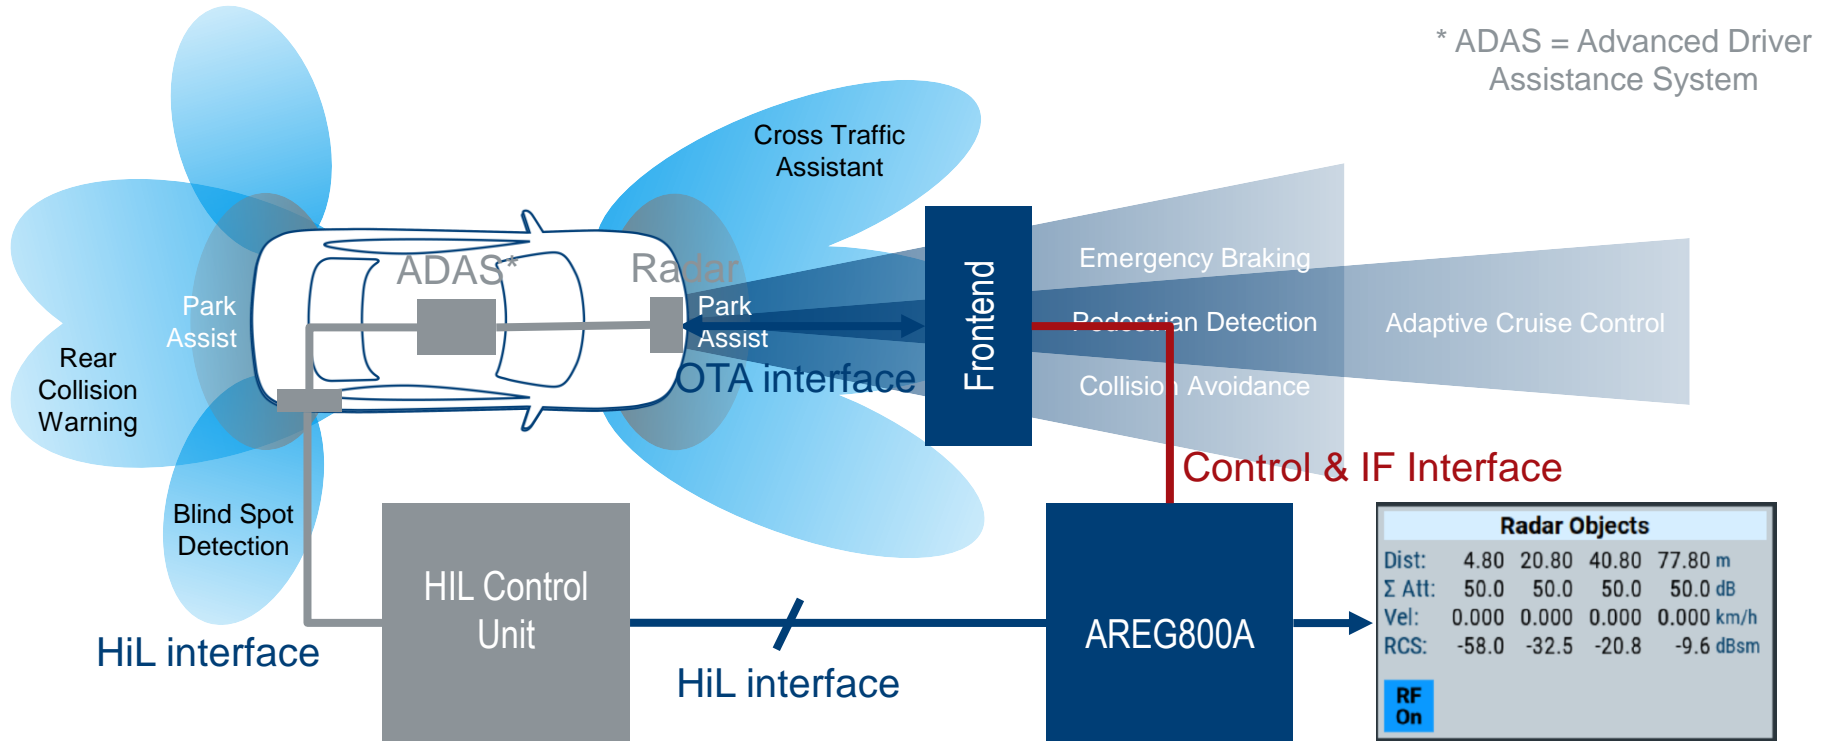 * ADAS = Advanced Driver
Assistance System
Cross Traffic
Assistant
ADAS*
Radar
Park
Assist
Park
Assist
Rear
Collision
Warning
Blind Spot
Detection
OTA interface
Frontend
Emergency Braking
Pedestrian Detection
Collision Avoidance
Adaptive Cruise Control
Control & IF Interface
HiL interface
HIL Control
Unit
HiL interface
AREG800A
Radar Objects
Dist: 4.80 20.80 40.80 77.80 m
Σ Att: 50.0 50.0 50.0 50.0 dB
Vel: 0.000 0.000 0.000 0.000 km/h
RCS: -58.0 -32.5 -20.8 -9.6 dBsm
RF
On